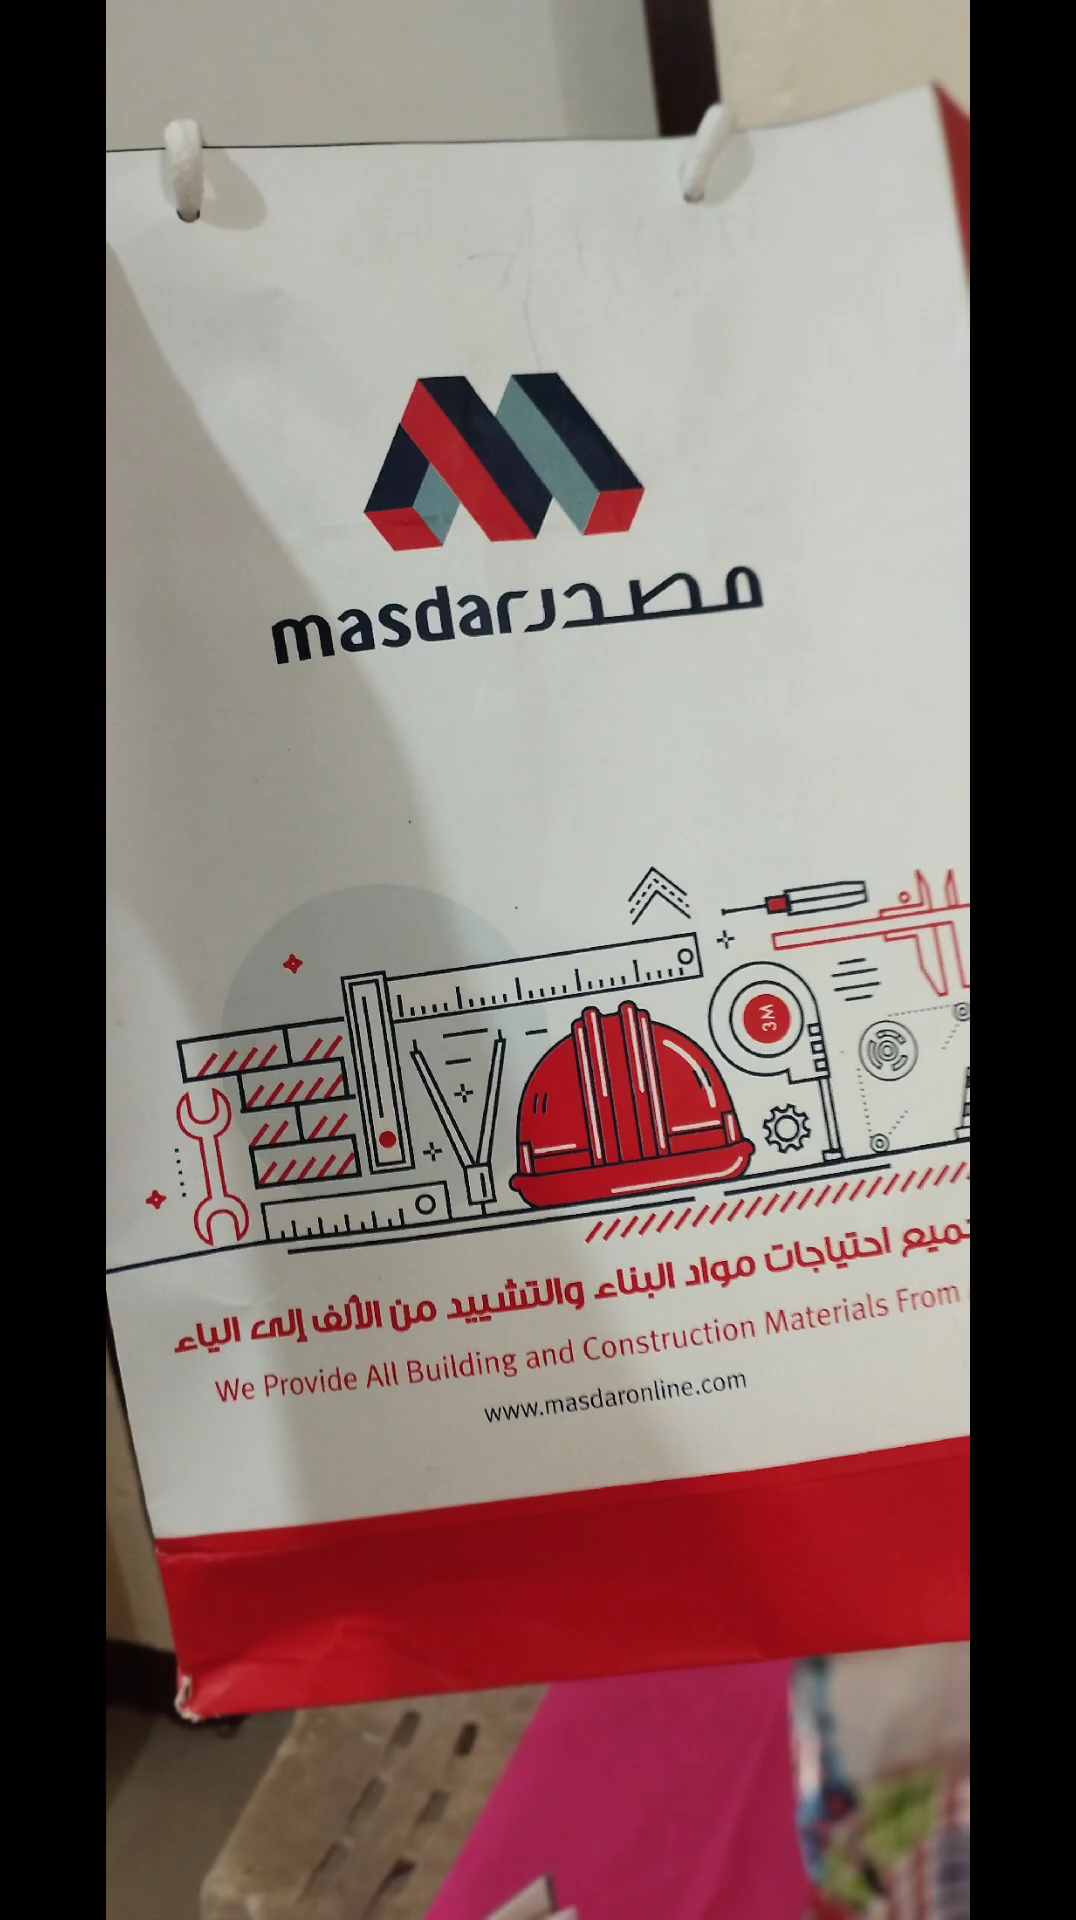 masdar مصدر
3M
احتياجات مواد البناء والتشييد من الألف إلى الياء
We Provide All Building and Construction Materials From
www.masdaronline.com